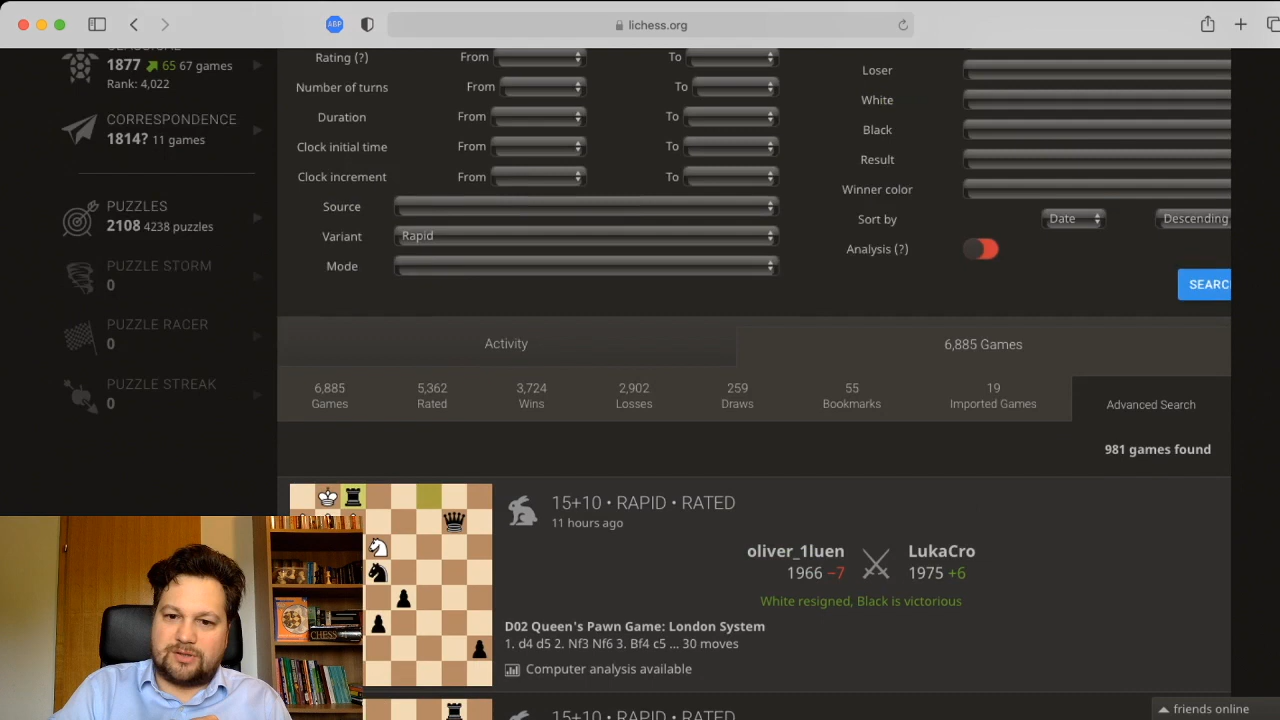 ABP
lichess.org
CLASSICAL
1877 65 67 games
Rank: 4,022
CORRESPONDENCE
1814? 11 games
PUZZLES
2108 4238 puzzles
PUZZLE STORM
0
PUZZLE RACER
0
PUZZLE STREAK
0
Rating (?) From To
Number of turns From To
Duration From To
Clock initial time From To
Clock increment From To
Source
Variant Rapid
Mode
Loser
White
Black
Result
Winner color
Sort by Date Descending
Analysis (?)
SEARC
Activity 6,885 Games
6,885 5,362 3,724 2,902 259 55 19
Games Rated Wins Losses Draws Bookmarks Imported Games
Advanced Search
981 games found
15+10 • RAPID • RATED
11 hours ago
oliver_1luen LukaCro
1966 −7 1975 +6
White resigned, Black is victorious
D02 Queen's Pawn Game: London System
1. d4 d5 2. Nf3 Nf6 3. Bf4 c5 ... 30 moves
Computer analysis available
15+10 • RAPID • RATED
friends online
CHESS